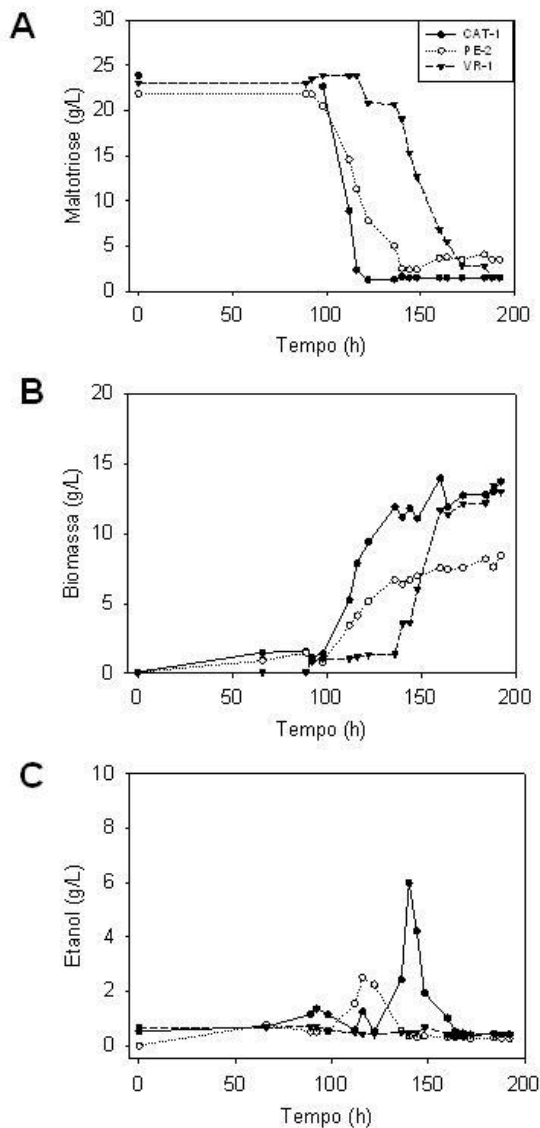 A
CAT-1
PE-2
VR-1
30
25
20
15
10
5
0
Maltotriose (g/L)
0 50 100 150 200
Tempo (h)
B
20
15
10
5
0
Biomassa (g/L)
0 50 100 150 200
Tempo (h)
C
10
8
6
4
2
0
Etanol (g/L)
0 50 100 150 200
Tempo (h)